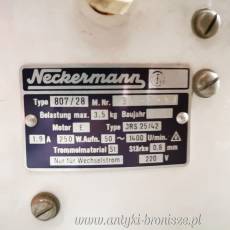 Neckermann
Type 807/28 M. Nr.
Belastung max. 3,5 kg Baujahr
Motor E Type JRS 25/42
1,9 A 250 W.Aufn. 50 ~ 1400 U/min.
Trommelmaterial St Stärke 0,8 mm
Nur für Wechselstrom 220 V
www.antyki-bronisze.pl